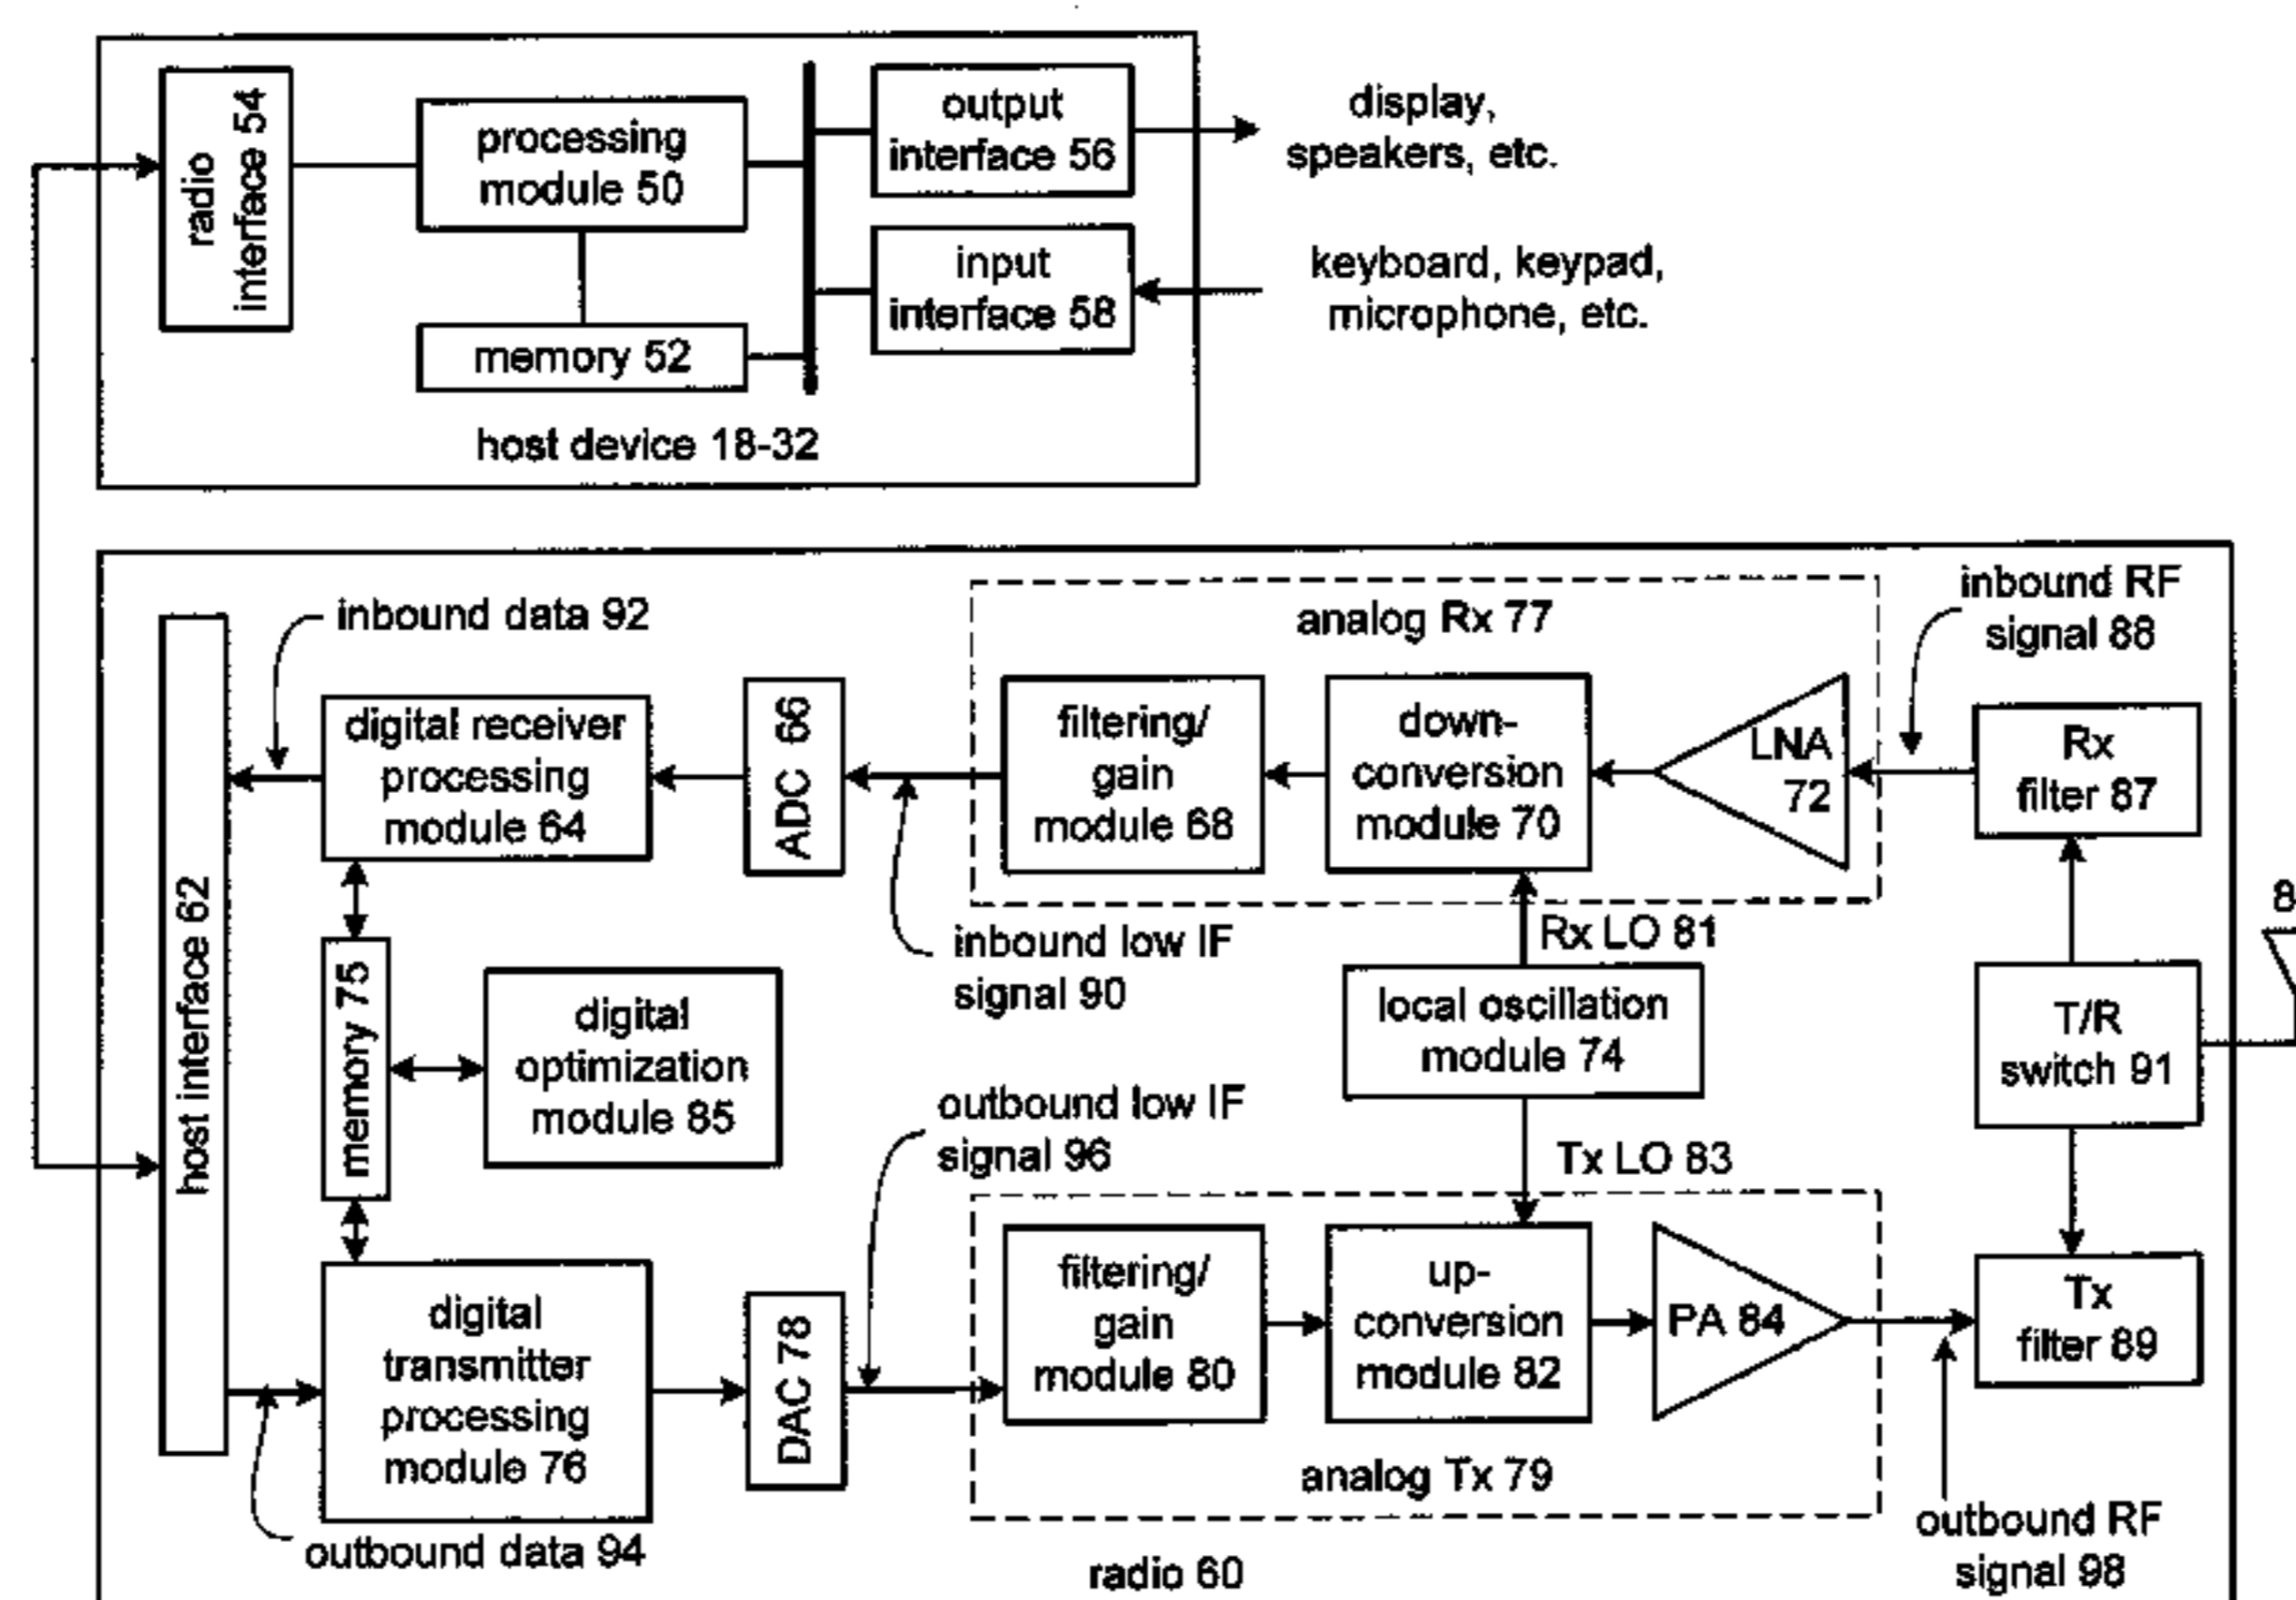 radio
interface 54
processing
module 50
memory 52
output
interface 56
input
interface 58
display,
speakers, etc.
keyboard, keypad,
microphone, etc.
host device 18-32
host interface 62
inbound data 92
digital receiver
processing
module 64
ADC 66
analog Rx 77
filtering/
gain
module 68
down-
conversion
module 70
LNA
72
inbound RF
signal 88
Rx
filter 87
inbound low IF
signal 90
Rx LO 81
memory 75
digital
optimization
module 85
local oscillation
module 74
T/R
switch 91
outbound low IF
signal 96
Tx LO 83
digital
transmitter
processing
module 76
DAC 78
filtering/
gain
module 80
up-
conversion
module 82
PA 84
Tx
filter 89
analog Tx 79
outbound data 94
outbound RF
signal 98
radio 60